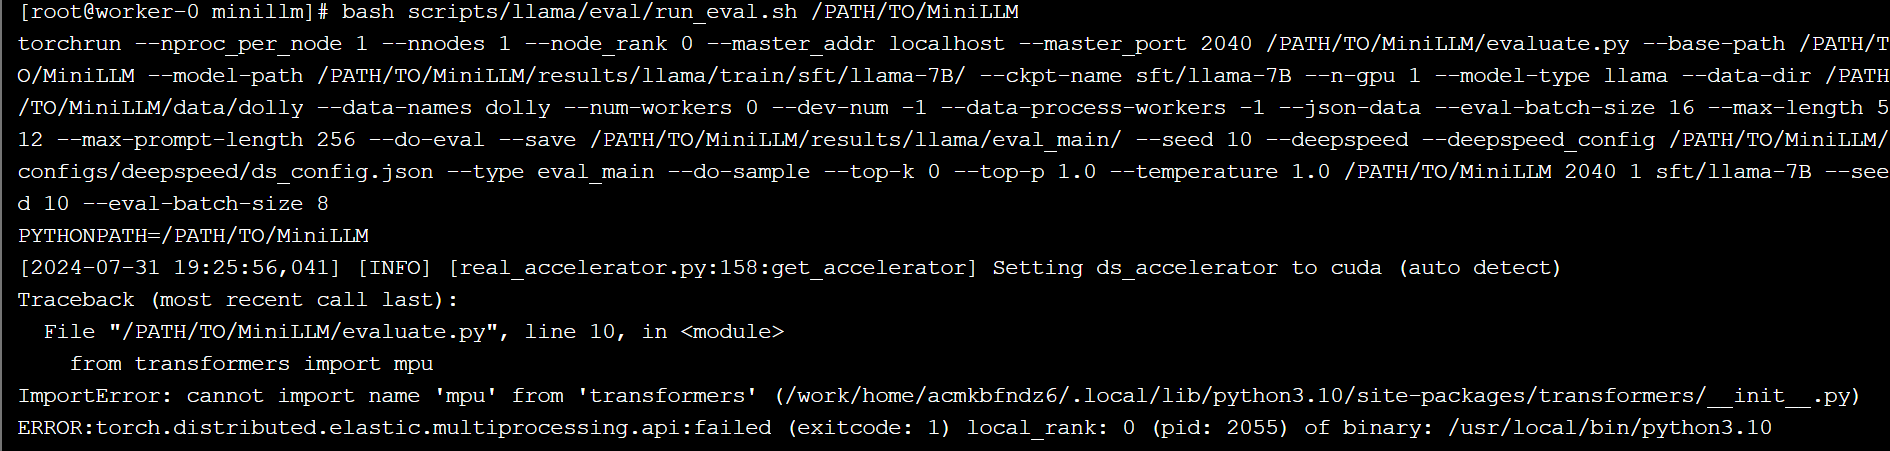 [root@worker-0 minillm]# bash scripts/llama/eval/run_eval.sh /PATH/TO/MiniLLM
torchrun --nproc_per_node 1 --nnodes 1 --node_rank 0 --master_addr localhost --master_port 2040 /PATH/TO/MiniLLM/evaluate.py --base-path /PATH/T
O/MiniLLM --model-path /PATH/TO/MiniLLM/results/llama/train/sft/llama-7B/ --ckpt-name sft/llama-7B --n-gpu 1 --model-type llama --data-dir /PATH
/TO/MiniLLM/data/dolly --data-names dolly --num-workers 0 --dev-num -1 --data-process-workers -1 --json-data --eval-batch-size 16 --max-length 5
12 --max-prompt-length 256 --do-eval --save /PATH/TO/MiniLLM/results/llama/eval_main/ --seed 10 --deepspeed --deepspeed_config /PATH/TO/MiniLLM/
configs/deepspeed/ds_config.json --type eval_main --do-sample --top-k 0 --top-p 1.0 --temperature 1.0 /PATH/TO/MiniLLM 2040 1 sft/llama-7B --see
d 10 --eval-batch-size 8
PYTHONPATH=/PATH/TO/MiniLLM
[2024-07-31 19:25:56,041] [INFO] [real_accelerator.py:158:get_accelerator] Setting ds_accelerator to cuda (auto detect)
Traceback (most recent call last):
  File "/PATH/TO/MiniLLM/evaluate.py", line 10, in <module>
    from transformers import mpu
ImportError: cannot import name 'mpu' from 'transformers' (/work/home/acmkbfndz6/.local/lib/python3.10/site-packages/transformers/__init__.py)
ERROR:torch.distributed.elastic.multiprocessing.api:failed (exitcode: 1) local_rank: 0 (pid: 2055) of binary: /usr/local/bin/python3.10